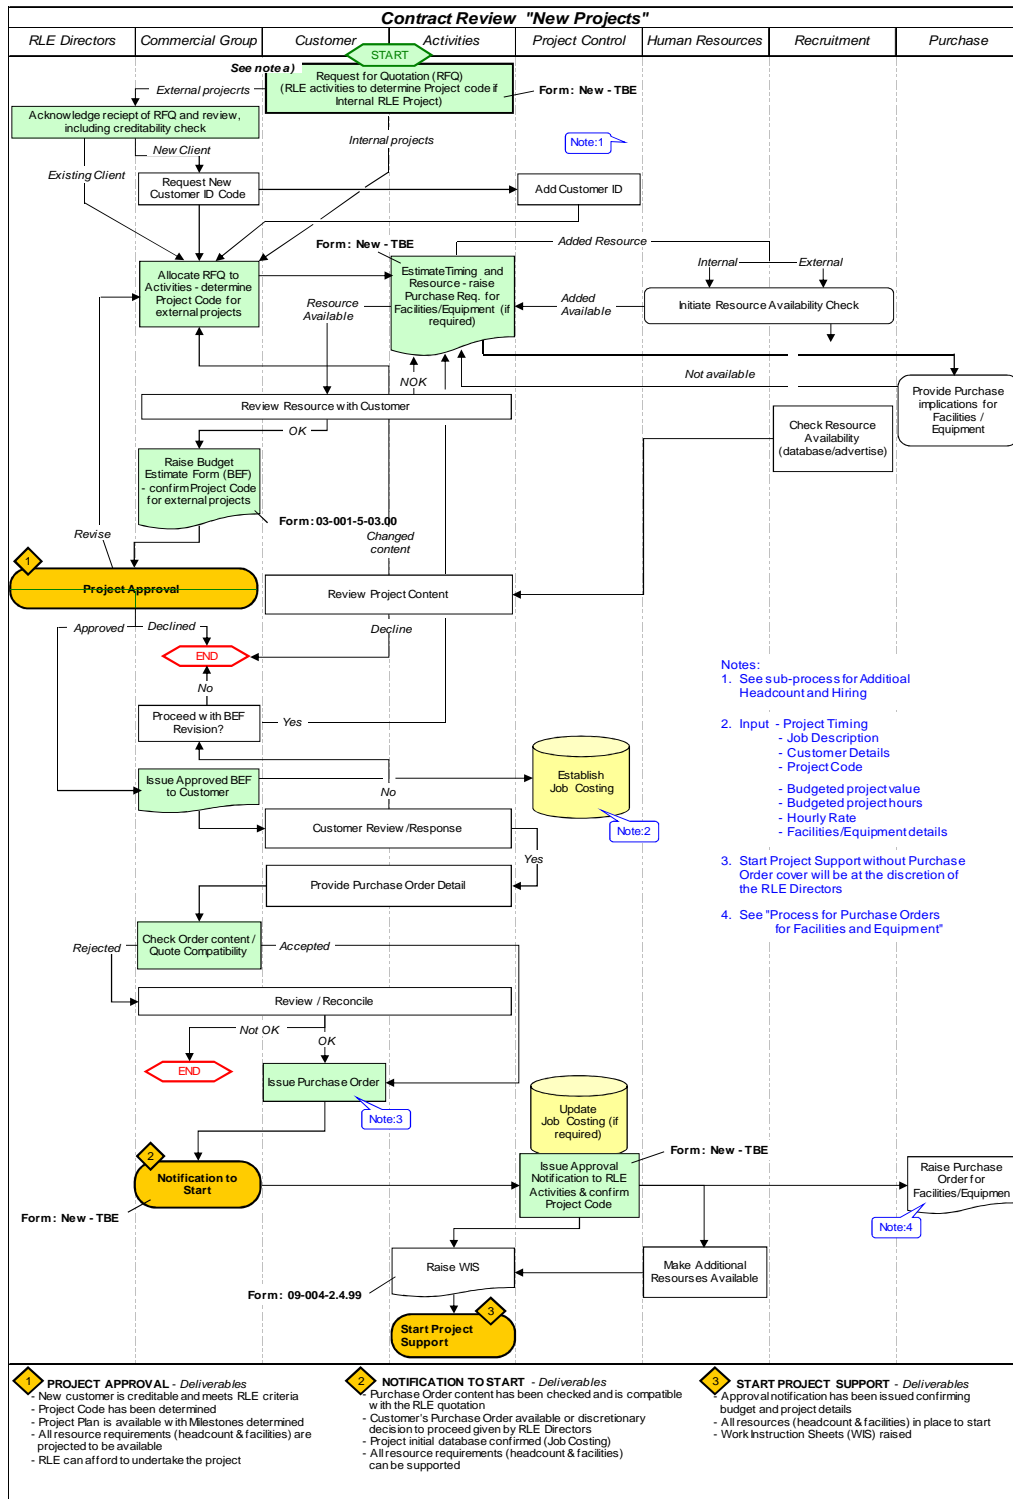 Contract Review "New Projects"
RLE Directors
Commercial Group
Customer
Activities
Project Control
Human Resources
Recruitment
Purchase
START
See note a)
Request for Quotation (RFQ)
(RLE activities to determine Project code if
Internal RLE Project)
External projecrts
Form: New - TBE
Acknowledge reciept of RFQ and review,
including creditability check
Internal projects
Note:1
New Client
Existing Client
Request New
Customer ID Code
Add Customer ID
Form: New - TBE
Added Resource
Internal
External
Allocate RFQ to
Activities - determine
Project Code for
external projects
Estimate Timing and
Resource - raise
Purchase Req. for
Facilities/Equipment (if
required)
Resource
Available
Added
Available
Initiate Resource Availability Check
Not available
NOK
Review Resource with Customer
Provide Purchase
implications for
Facilities /
Equipment
OK
Check Resource
Availability
(database/advertise)
Raise Budget
Estimate Form (BEF)
- confirm Project Code
for external projects
Form: 03-001-5-03.00
Revise
Changed
content
1
Project Approval
Review Project Content
Approved
Declined
Decline
END
No
Proceed with BEF
Revision?
Yes
Notes:
1. See sub-process for Additioal
Headcount and Hiring
2. Input - Project Timing
- Job Description
- Customer Details
- Project Code
- Budgeted project value
- Budgeted project hours
- Hourly Rate
- Facilities/Equipment details
3. Start Project Support without Purchase
Order cover will be at the discretion of
the RLE Directors
4. See "Process for Purchase Orders
for Facilities and Equipment"
Issue Approved BEF
to Customer
No
Establish
Job Costing
Note:2
Customer Review /Response
Yes
Provide Purchase Order Detail
Rejected
Check Order content /
Quote Compatibility
Accepted
Review / Reconcile
Not OK
OK
END
Issue Purchase Order
Note:3
Update
Job Costing (if
required)
2
Notification to
Start
Form: New - TBE
Issue Approval
Notification to RLE
Activities & confirm
Project Code
Form: New - TBE
Raise Purchase
Order for
Facilities/Equipmen
Note:4
Raise WIS
Make Additional
Resourses Available
Form: 09-004-2.4.99
3
Start Project
Support
1 PROJECT APPROVAL - Deliverables
- New customer is creditable and meets RLE criteria
- Project Code has been determined
- Project Plan is available with Milestones determined
- All resource requirements (headcount & facilities) are
projected to be available
- RLE can afford to undertake the project
2 NOTIFICATION TO START - Deliverables
- Purchase Order content has been checked and is compatible
with the RLE quotation
- Customer's Purchase Order available or discretionary
decision to proceed given by RLE Directors
- Project initial database confirmed (Job Costing)
- All resource requirements (headcount & facilities)
can be supported
3 START PROJECT SUPPORT - Deliverables
- Approval notification has been issued confirming
budget and project details
- All resources (headcount & facilities) in place to start
- Work Instruction Sheets (WIS) raised